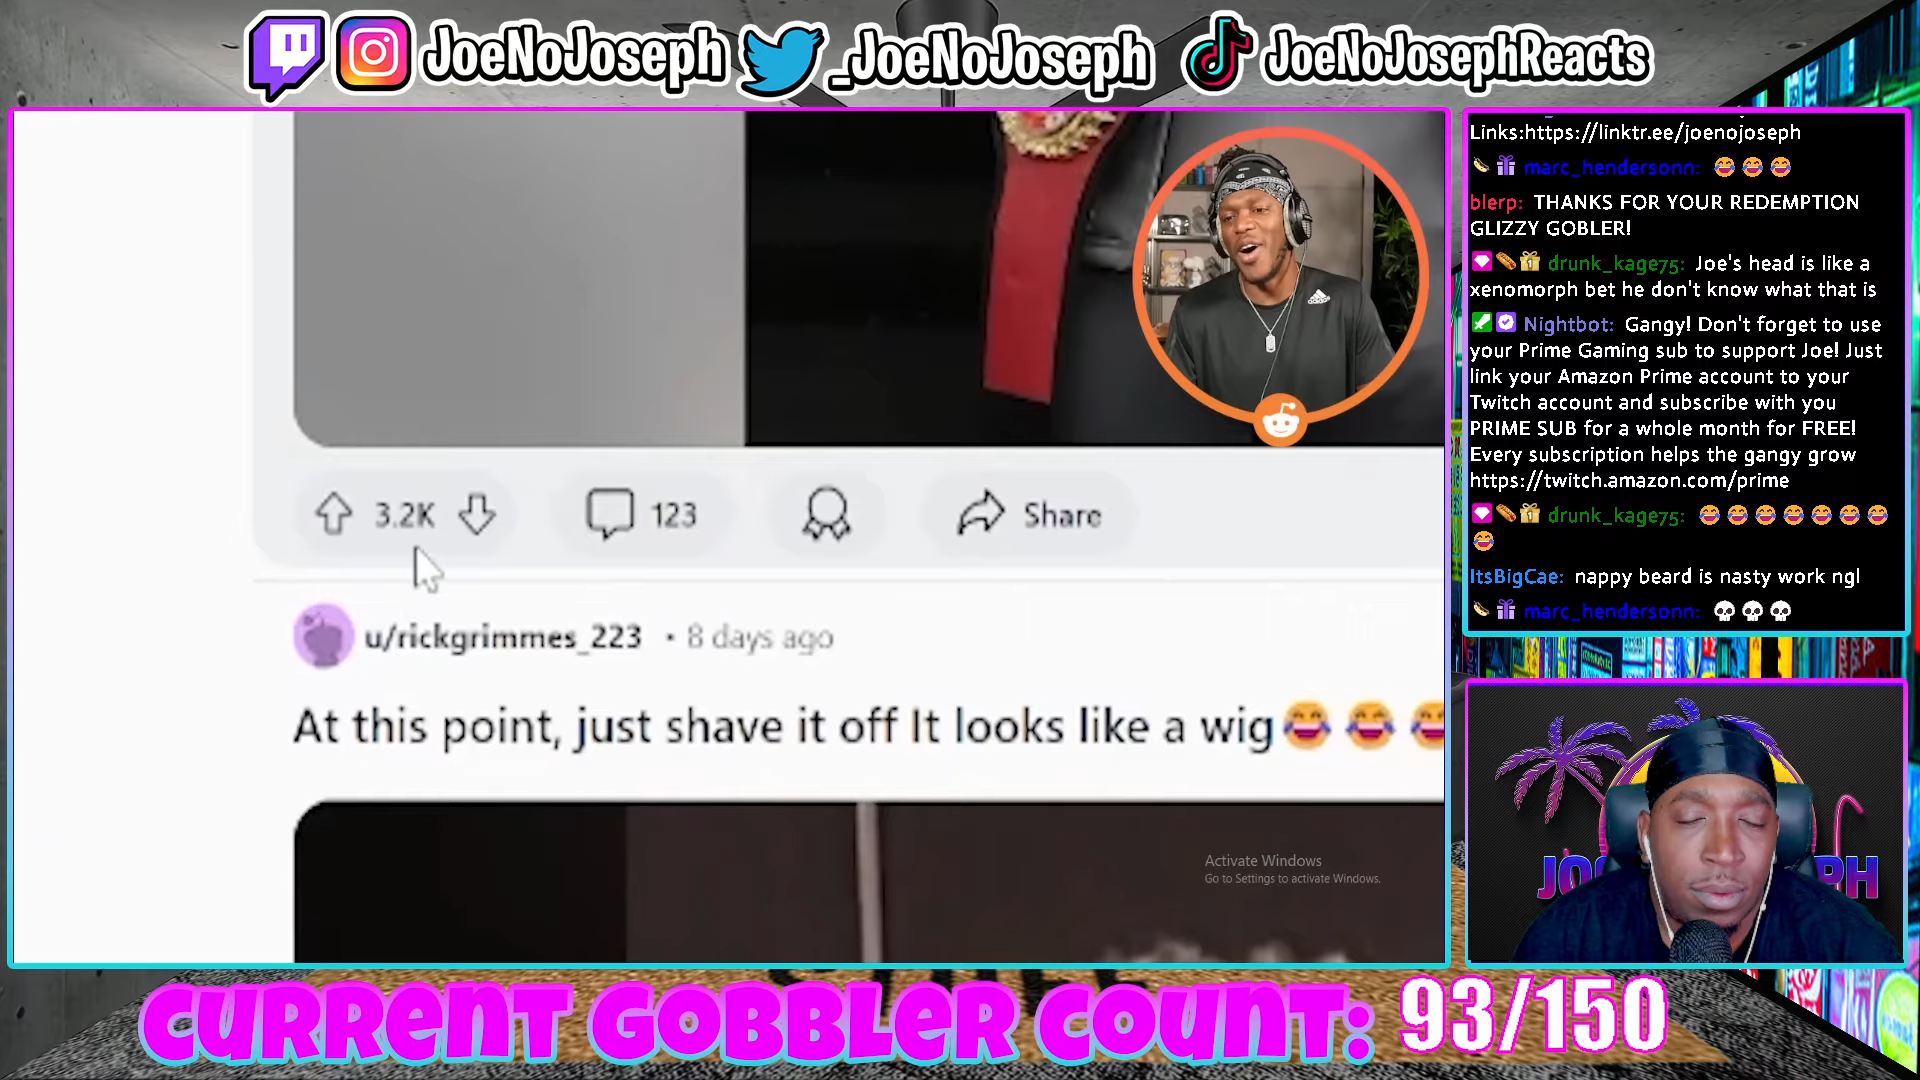 JoeNoJoseph _JoeNoJoseph JoeNoJosephReacts
Links:https://linktr.ee/joenojoseph
marc_hendersonn: 😂 😂 😂
blerp: THANKS FOR YOUR REDEMPTION
GLIZZY GOBLER!
drunk_kage75: Joe's head is like a
xenomorph bet he don't know what that is
Nightbot: Gangy! Don't forget to use
your Prime Gaming sub to support Joe! Just
link your Amazon Prime account to your
Twitch account and subscribe with you
PRIME SUB for a whole month for FREE!
Every subscription helps the gangy grow
https://twitch.amazon.com/prime
drunk_kage75: 😂 😂 😂 😂 😂 😂 😂
😂
ItsBigCae: nappy beard is nasty work ngl
marc_hendersonn: 💀 💀 💀
3.2K 123 Share
u/rickgrimmes_223 • 8 days ago
At this point, just shave it off It looks like a wig😂 😂 😂
Activate Windows
Go to Settings to activate Windows.
CURRENT GOBBLER COUNT: 93/150